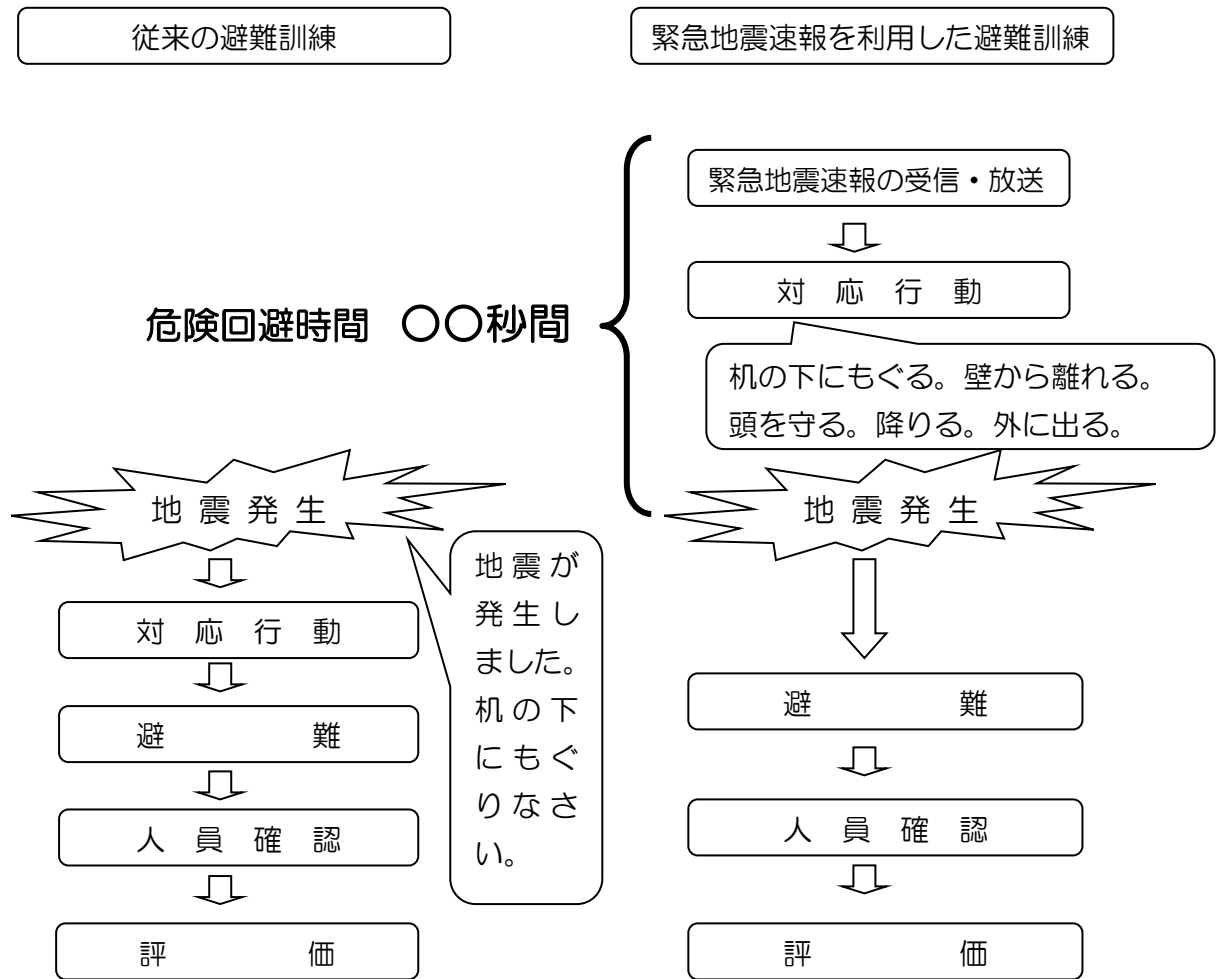 従来の避難訓練
緊急地震速報を利用した避難訓練
緊急地震速報の受信・放送
対応行動
危険回避時間 〇〇秒間
机の下にもぐる。壁から離れる。
頭を守る。降りる。外に出る。
地震発生
地震が
発生し
ました。
机の下
にもぐ
りなさ
い。
対応行動
避難
人員確認
評価
地震発生
避難
人員確認
評価